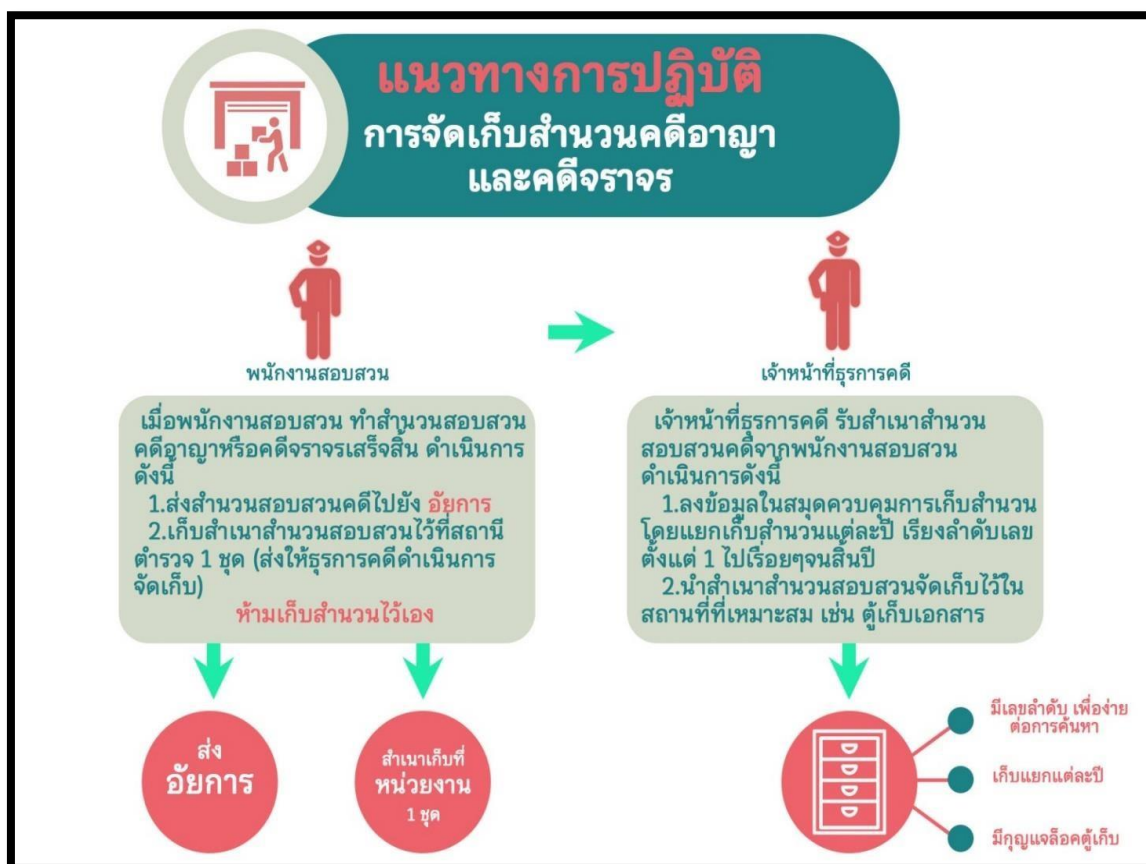 แนวทางการปฏิบัติ
การจัดเก็บสำนวนคดีอาญา
และคดีจราจร
พนักงานสอบสวน
เมื่อพนักงานสอบสวน ทำสำนวนสอบสวน
คดีอาญาหรือคดีจราจรเสร็จสิ้น ดำเนินการ
ดังนี้
1.ส่งสำนวนสอบสวนคดีไปยัง อัยการ
2.เก็บสำเนาสำนวนสอบสวนไว้ที่สถานี
ตำรวจ 1 ชุด (ส่งให้ธุรการคดีดำเนินการ
จัดเก็บ)
ห้ามเก็บสำนวนไว้เอง
ส่ง
อัยการ
สำเนาเก็บที่
หน่วยงาน
1 ชุด
เจ้าหน้าที่ธุรการคดี
เจ้าหน้าที่ธุรการคดี รับสำเนาสำนวน
สอบสวนคดีจากพนักงานสอบสวน
ดำเนินการดังนี้
1.ลงข้อมูลในสมุดควบคุมการเก็บสำนวน
โดยแยกเก็บสำนวนแต่ละปี เรียงลำดับเลข
ตั้งแต่ 1 ไปเรื่อยๆจนสิ้นปี
2.นำสำเนาสำนวนสอบสวนจัดเก็บไว้ใน
สถานที่ที่เหมาะสม เช่น ตู้เก็บเอกสาร
มีเลขลำดับ เพื่อง่าย
ต่อการค้นหา
เก็บแยกแต่ละปี
มีกุญแจล็อคตู้เก็บ